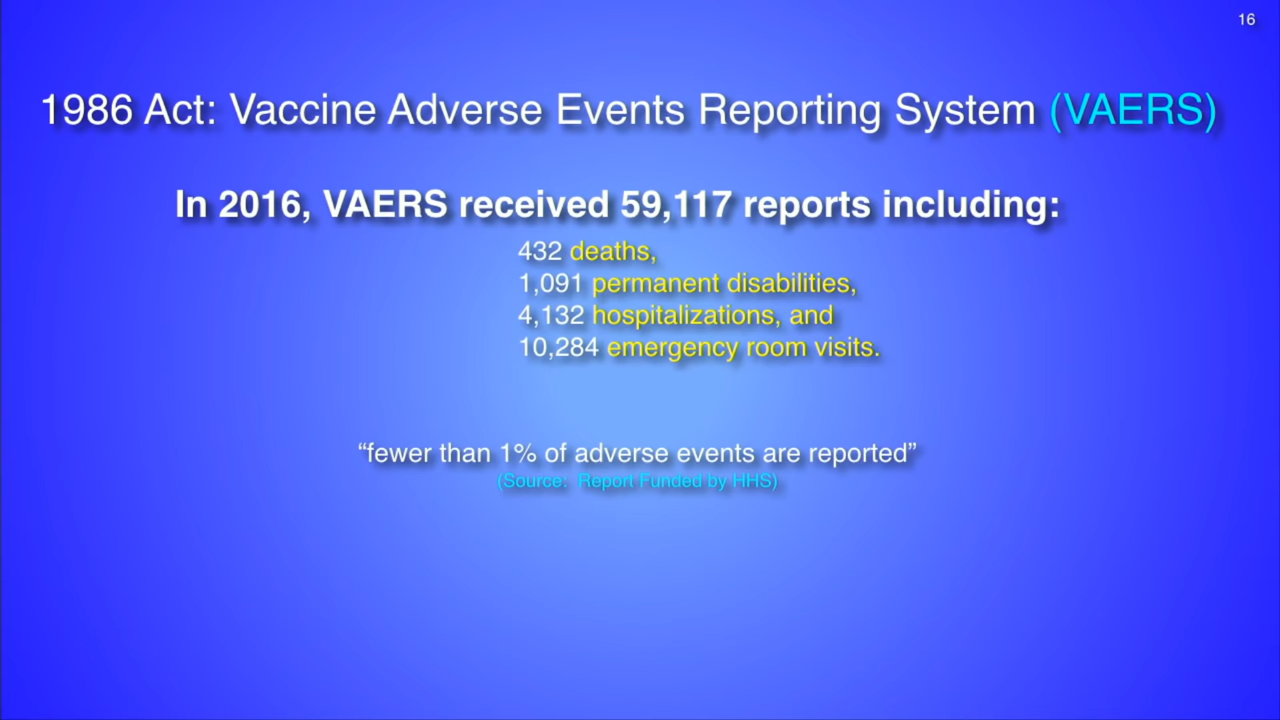 16
1986 Act: Vaccine Adverse Events Reporting System (VAERS)
In 2016, VAERS received 59,117 reports including:
432 deaths,
1,091 permanent disabilities,
4,132 hospitalizations, and
10,284 emergency room visits.
“fewer than 1% of adverse events are reported”
(Source: Report Funded by HHS)